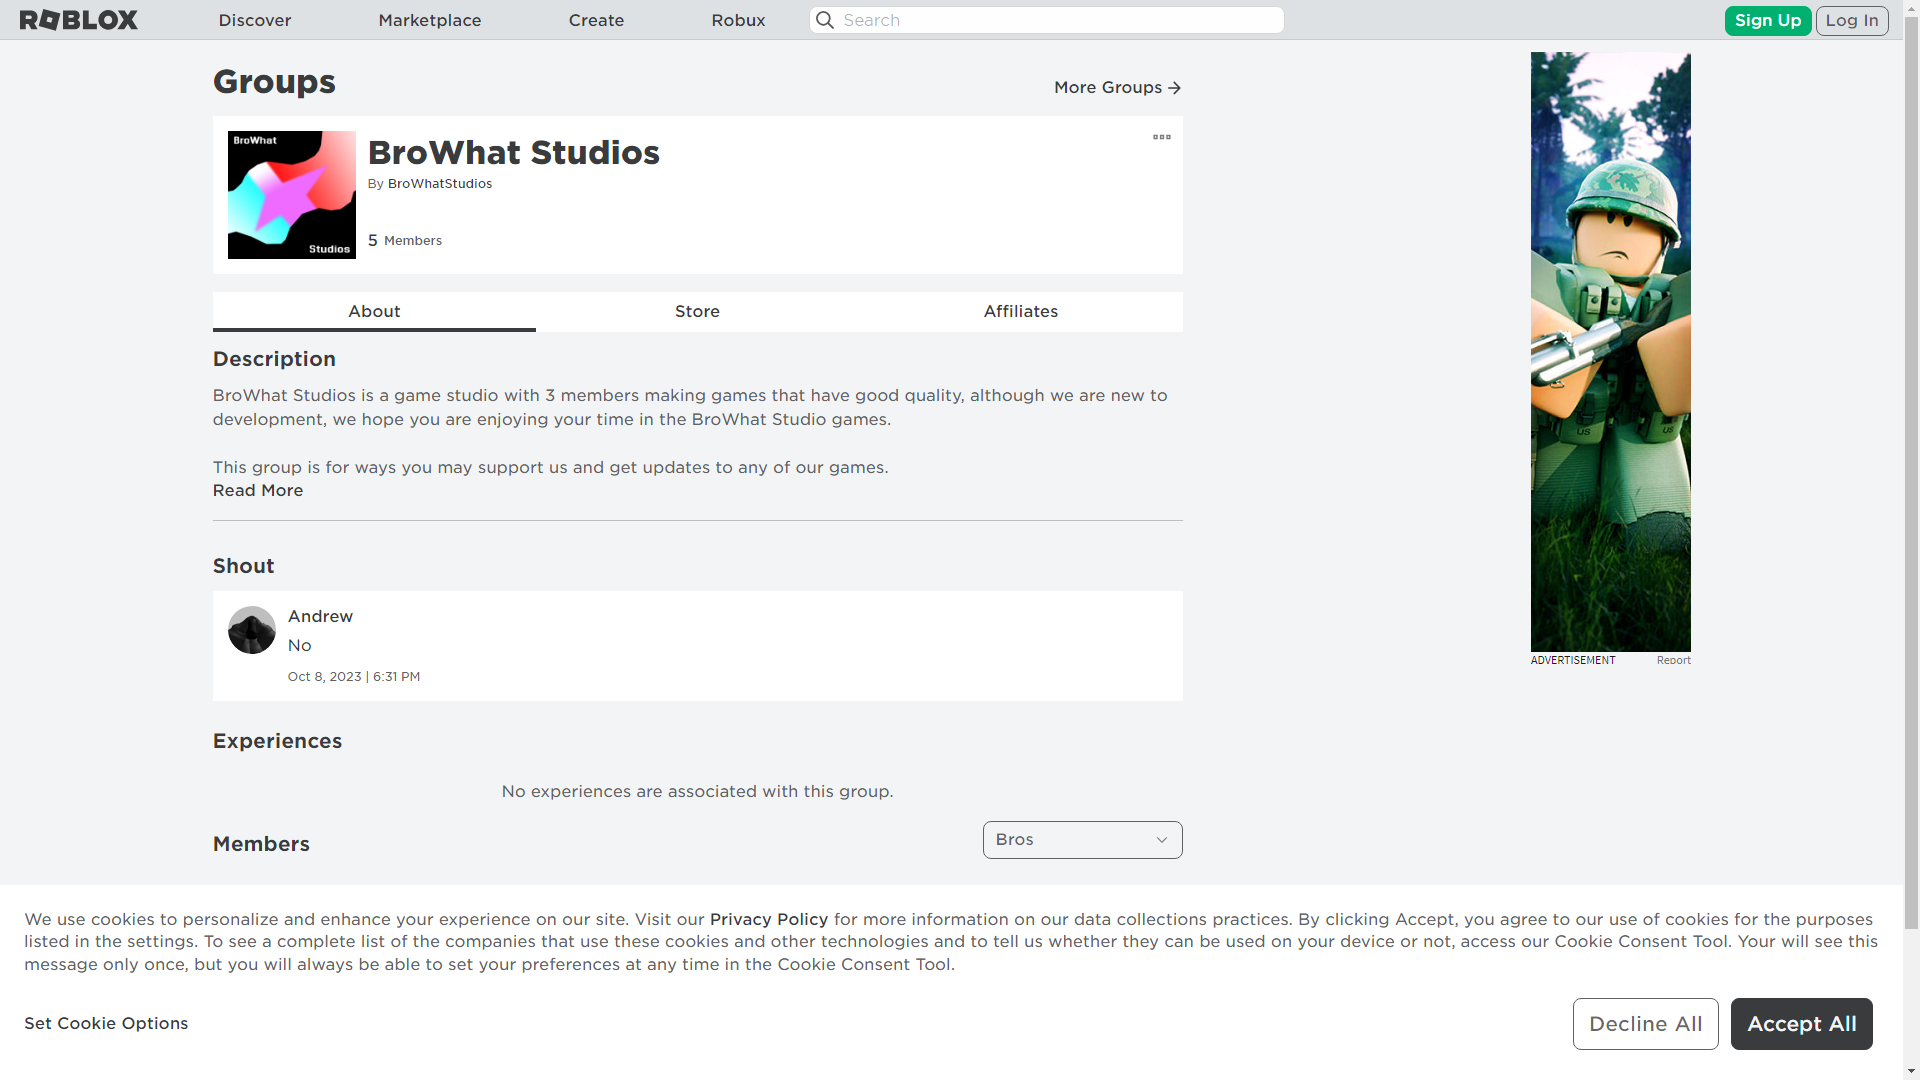 ROBLOX
Discover
Marketplace
Create
Robux
Search
Sign Up
Log In
Groups
More Groups
BroWhat
Studios
BroWhat Studios
By BroWhatStudios
5 Members
About
Store
Affiliates
Description
BroWhat Studios is a game studio with 3 members making games that have good quality, although we are new to
development, we hope you are enjoying your time in the BroWhat Studio games.
This group is for ways you may support us and get updates to any of our games.
Read More
Shout
Andrew
No
Oct 8, 2023 | 6:31 PM
Experiences
No experiences are associated with this group.
Members
Bros
US
US
ADVERTISEMENT
Report
We use cookies to personalize and enhance your experience on our site. Visit our Privacy Policy for more information on our data collections practices. By clicking Accept, you agree to our use of cookies for the purposes
listed in the settings. To see a complete list of the companies that use these cookies and other technologies and to tell us whether they can be used on your device or not, access our Cookie Consent Tool. Your will see this
message only once, but you will always be able to set your preferences at any time in the Cookie Consent Tool.
Set Cookie Options
Decline All
Accept All